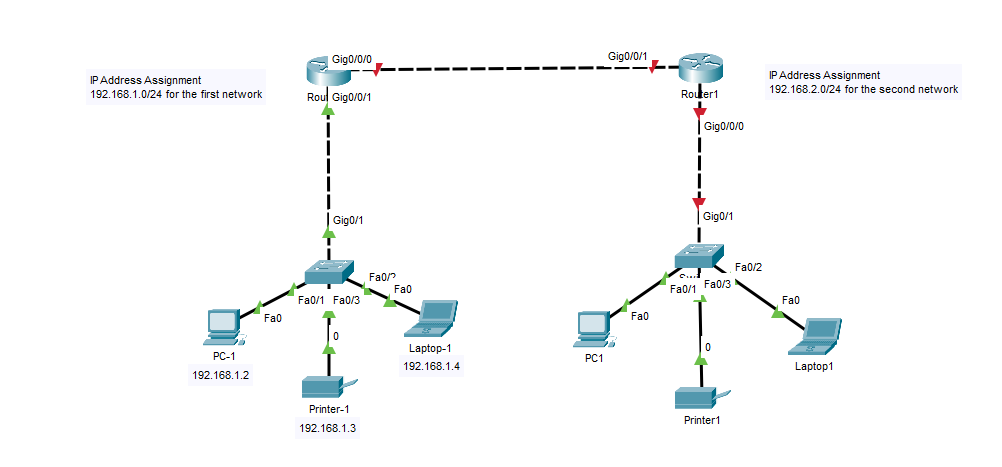 Gig0/0/0
Gig0/0/1
IP Address Assignment
192.168.1.0/24 for the first network
IP Address Assignment
192.168.2.0/24 for the second network
Gig0/0/1
Router1
Gig0/0/0
Gig0/1
Gig0/1
Fa0/1
Fa0/3
Fa0
Fa0
0
PC-1
192.168.1.2
Laptop-1
192.168.1.4
Printer-1
192.168.1.3
Fa0/2
Fa0/1
Fa0/3
Fa0
Fa0
0
PC1
Laptop1
Printer1